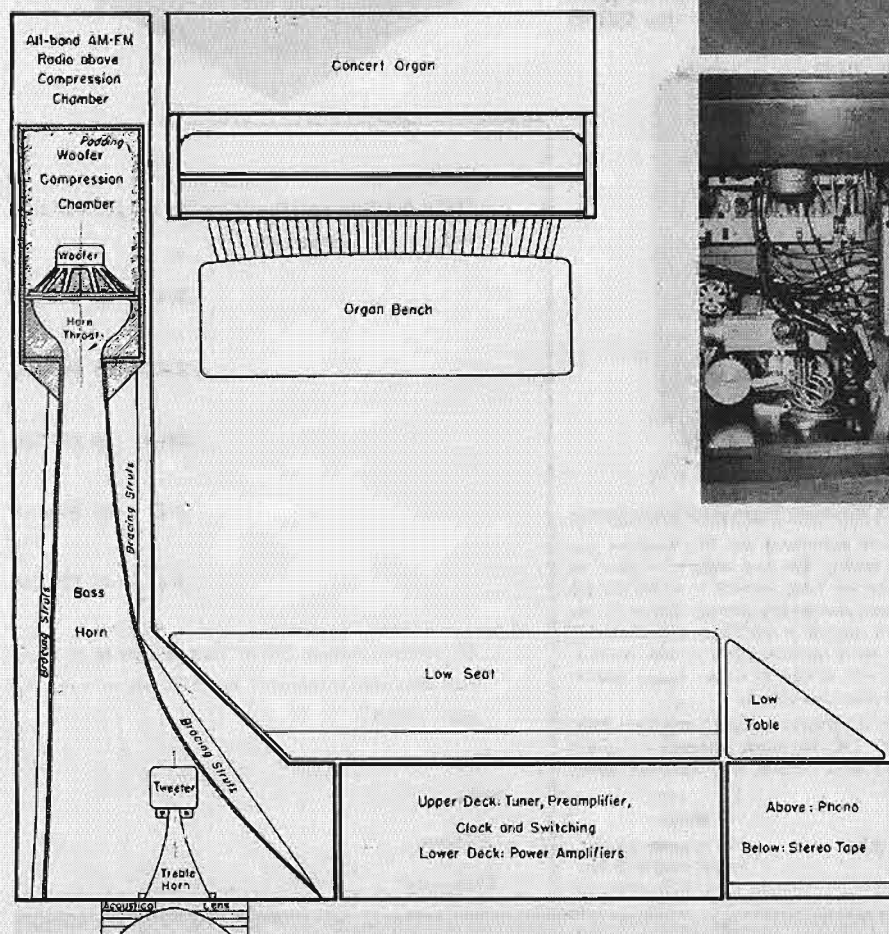 All-band AM-FM
Radio above
Compression
Chamber
Concert Organ
Padding
Woofer
Compression
Chamber
Woofer
Horn
Throat
Organ Bench
Bracing Struts
Bracing Struts
Bass
Horn
Bracing Struts
Low Seat
Low
Table
Tweeter
Treble
Horn
Acoustical Lens
Upper Deck: Tuner, Preamplifier,
Clock and Switching
Lower Deck: Power Amplifiers
Above: Phono
Below: Stereo Tape